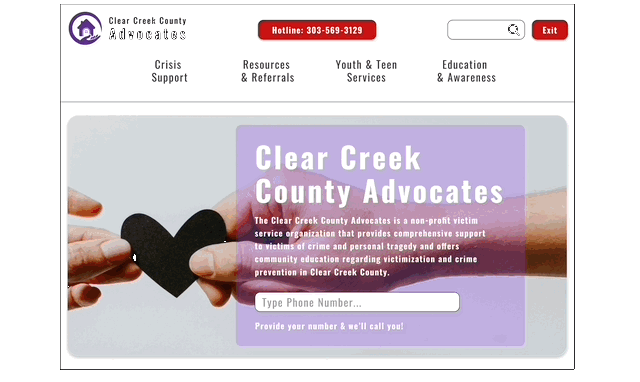 Clear Creek County
Advocates
Hotline: 303-569-3129
Exit
Crisis
Support
Resources
& Referrals
Youth & Teen
Services
Education
& Awareness
Clear Creek
County Advocates
The Clear Creek County Advocates is a non-profit victim
service organization that provides comprehensive support
to victims of crime and personal tragedy and offers
community education regarding victimization and crime
prevention in Clear Creek County.
Type Phone Number...
Provide your number & we'll call you!